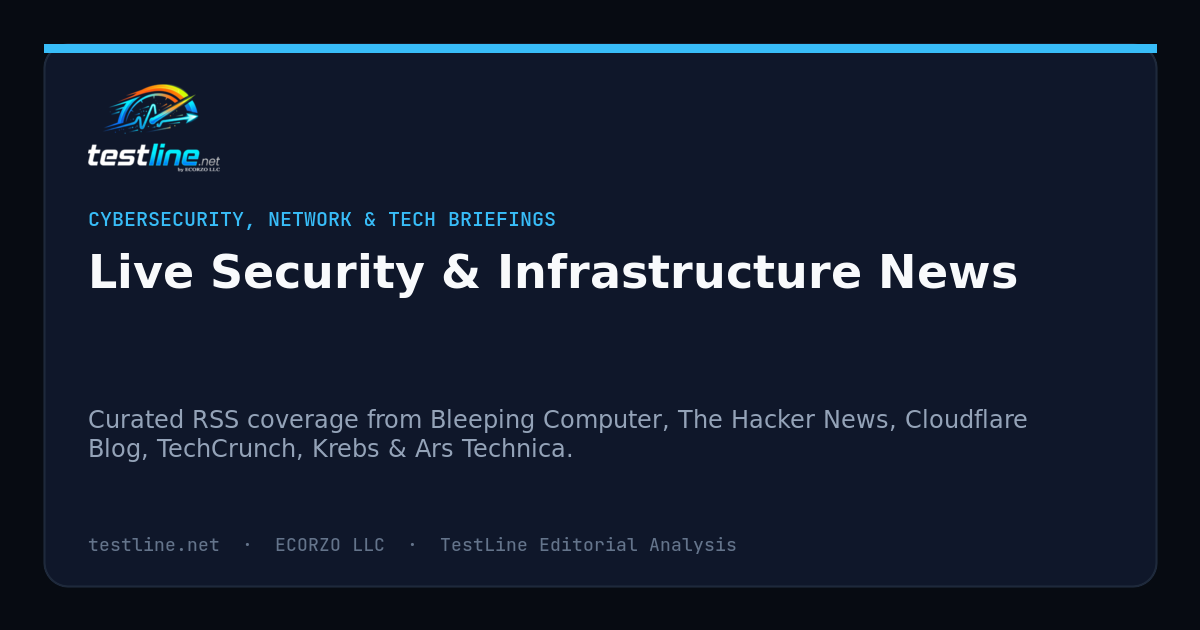 testline.net
by ECORZO LLC
CYBERSECURITY, NETWORK & TECH BRIEFINGS
Live Security & Infrastructure News
Curated RSS coverage from Bleeping Computer, The Hacker News, Cloudflare
Blog, TechCrunch, Krebs & Ars Technica.
testline.net · ECORZO LLC · TestLine Editorial Analysis